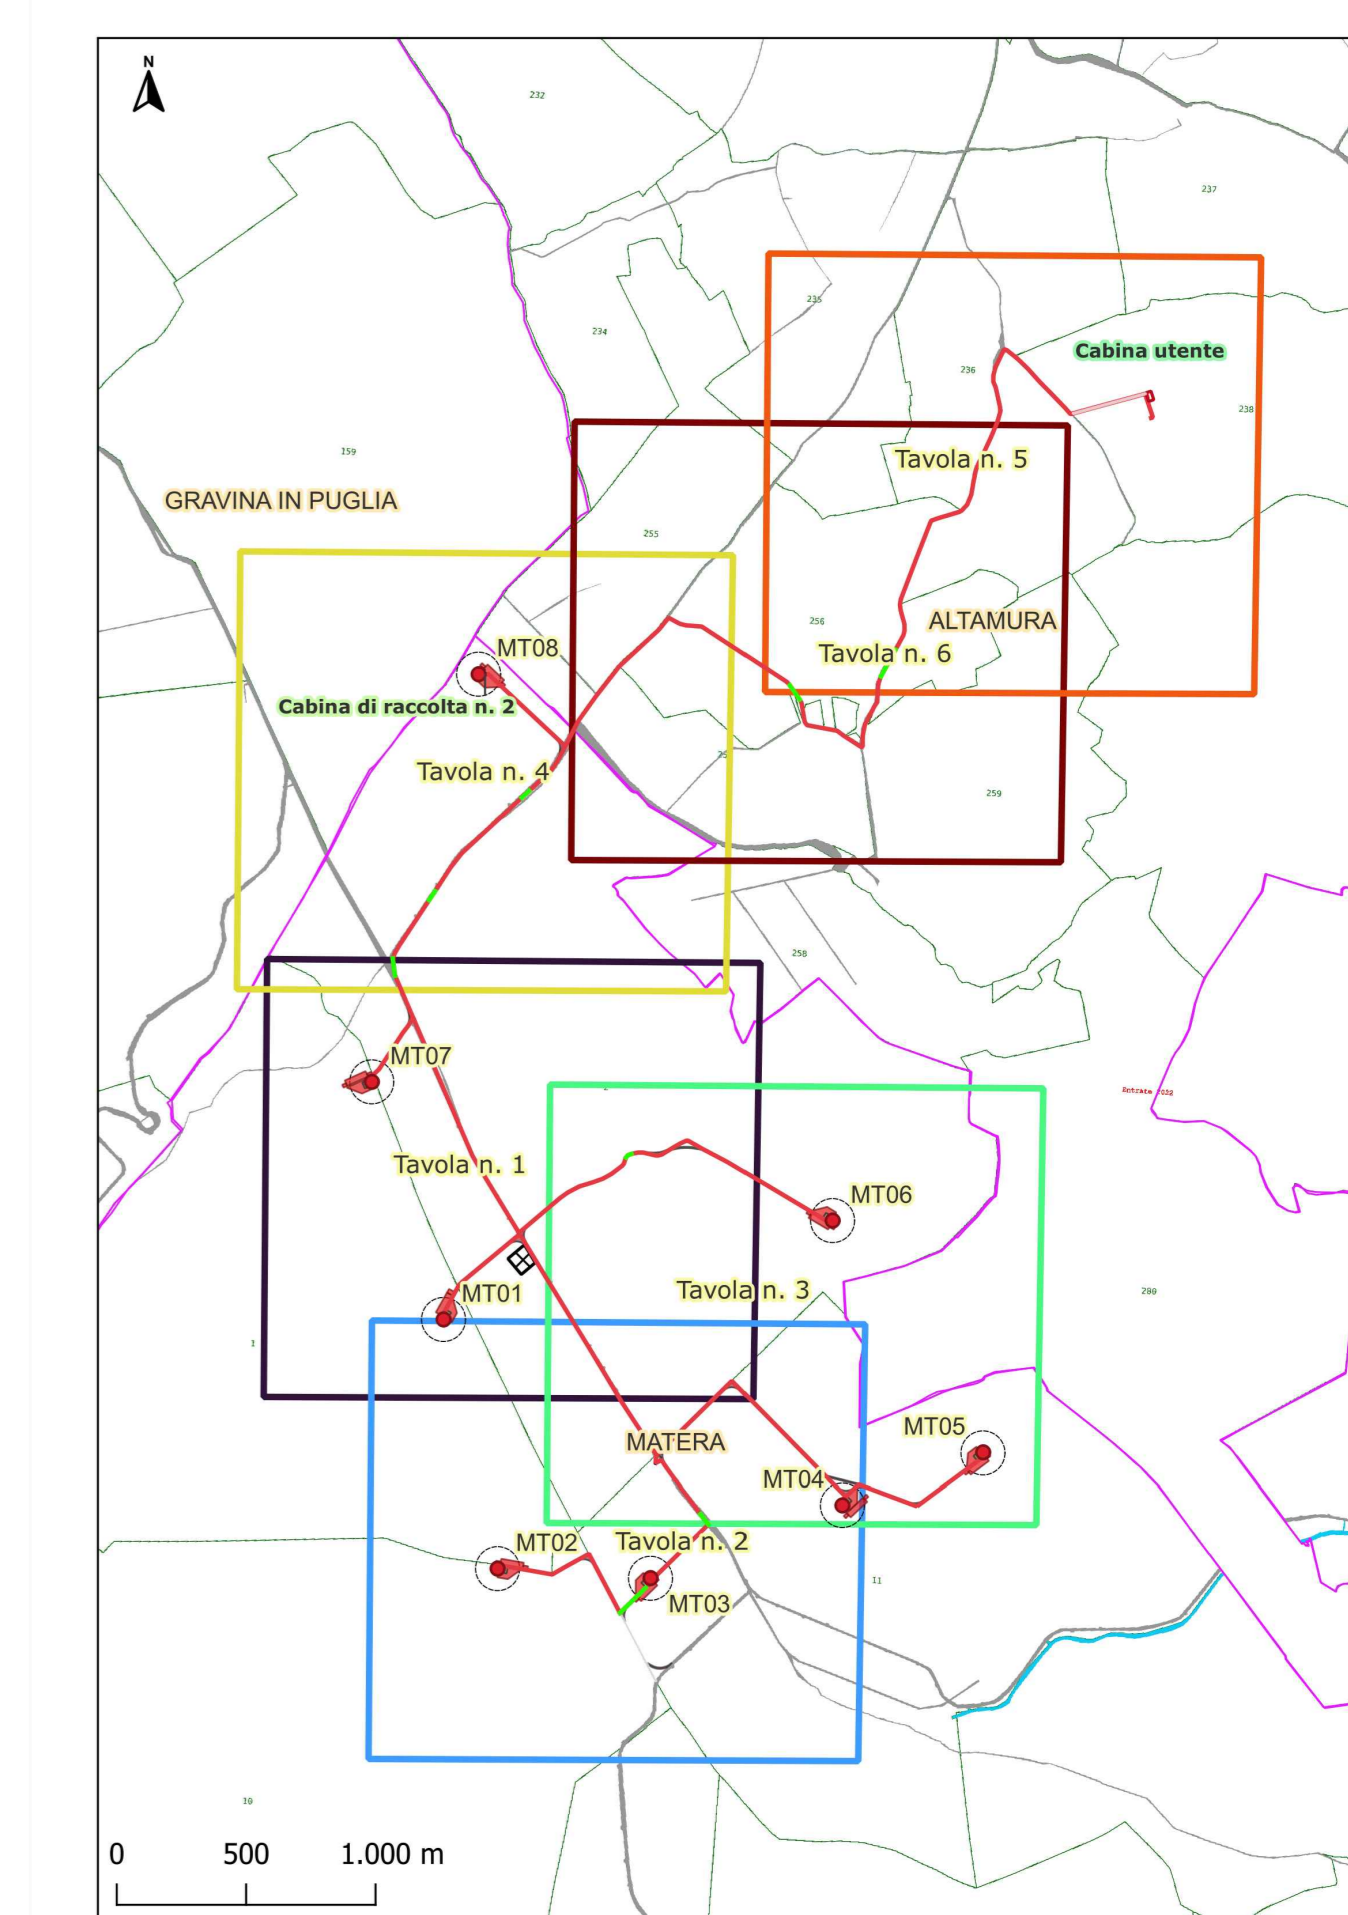 N
232
237
235
234
Cabina utente
236
238
159
Tavola n. 5
GRAVINA IN PUGLIA
255
256
ALTAMURA
MT08
Tavola n. 6
Cabina di raccolta n. 2
Tavola n. 4
259
258
MT07
Entrate
Tavola n. 1
MT06
Tavola n. 3
MT01
280
MATERA
MT05
MT04
MT02
Tavola n. 2
MT03
0
500
1.000 m